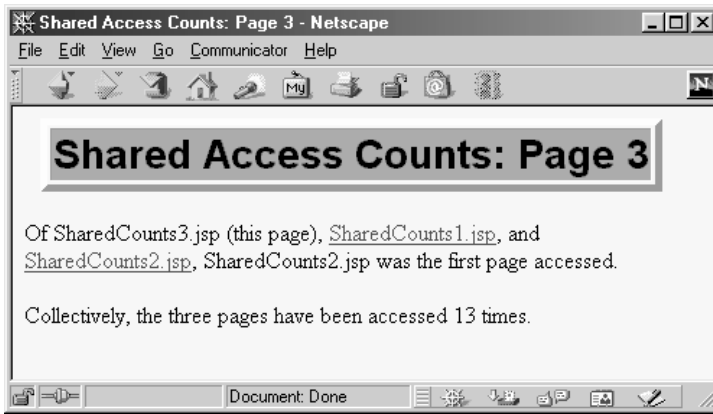 Shared Access Counts: Page 3 - Netscape
File Edit View Go Communicator Help
My
N
Shared Access Counts: Page 3
Of SharedCounts3.jsp (this page), SharedCounts1.jsp, and
SharedCounts2.jsp, SharedCounts2.jsp was the first page accessed.
Collectively, the three pages have been accessed 13 times.
Document: Done